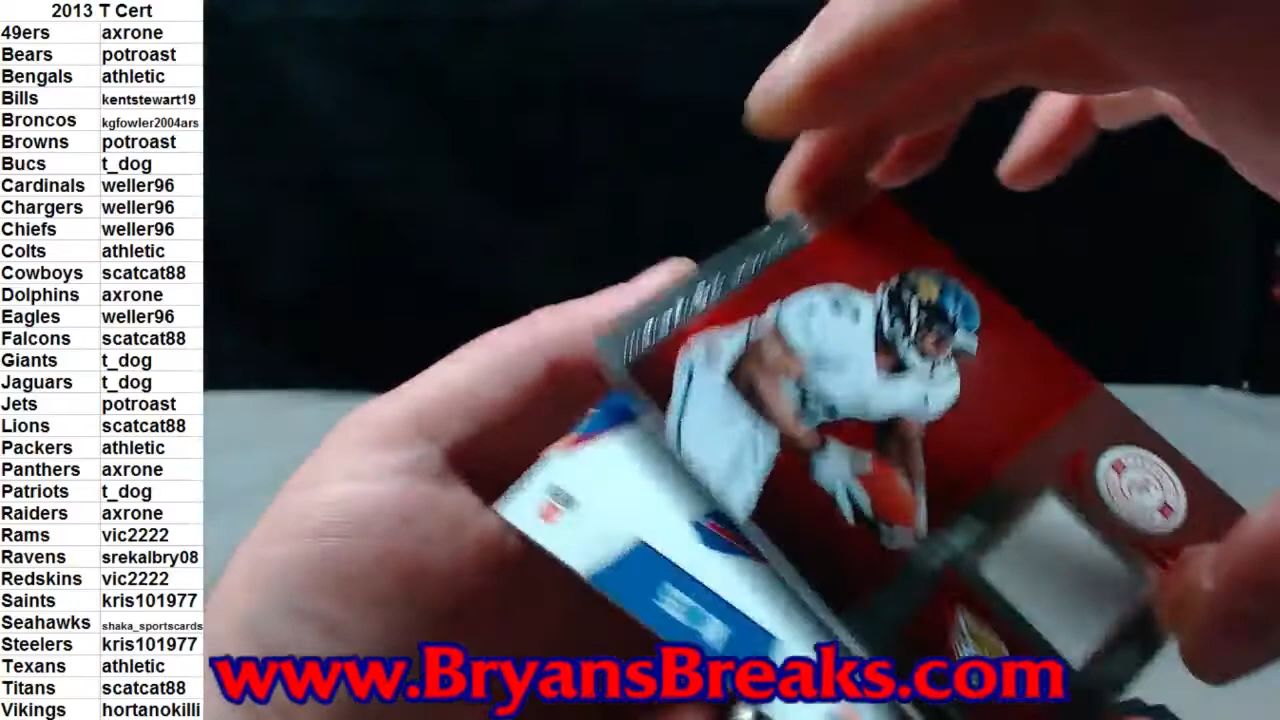 2013 T Cert
49ers axrone
Bears potroast
Bengals athletic
Bills kentstewart19
Broncos kgfowler2004ars
Browns potroast
Bucs t_dog
Cardinals weller96
Chargers weller96
Chiefs weller96
Colts athletic
Cowboys scatcat88
Dolphins axrone
Eagles weller96
Falcons scatcat88
Giants t_dog
Jaguars t_dog
Jets potroast
Lions scatcat88
Packers athletic
Panthers axrone
Patriots t_dog
Raiders axrone
Rams vic2222
Ravens srekalbry08
Redskins vic2222
Saints kris101977
Seahawks shaka_sportscards
Steelers kris101977
Texans athletic
Titans scatcat88
Vikings hortanokilli
www.BryansBreaks.com